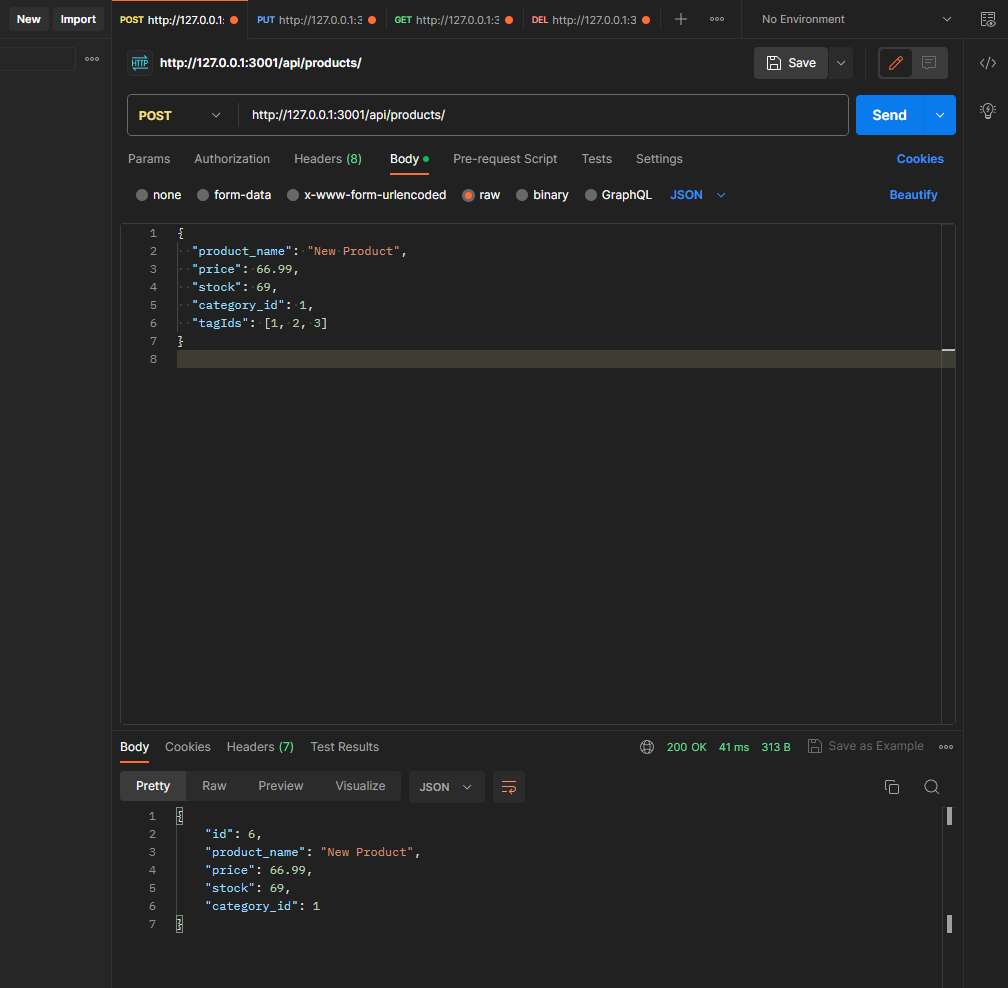 New Import POST http://127.0.0.1: PUT http://127.0.0.1:3 GET http://127.0.0.1:3 DEL http://127.0.0.1:3 No Environment
HTTP http://127.0.0.1:3001/api/products/ Save
POST http://127.0.0.1:3001/api/products/ Send
Params Authorization Headers (8) Body Pre-request Script Tests Settings Cookies
none form-data x-www-form-urlencoded raw binary GraphQL JSON Beautify
1 {
2 "product_name": "New Product",
3 "price": 66.99,
4 "stock": 69,
5 "category_id": 1,
6 "tagIds": [1, 2, 3]
7 }
8
Body Cookies Headers (7) Test Results 200 OK 41 ms 313 B Save as Example
Pretty Raw Preview Visualize JSON
1 {
2 "id": 6,
3 "product_name": "New Product",
4 "price": 66.99,
5 "stock": 69,
6 "category_id": 1
7 }